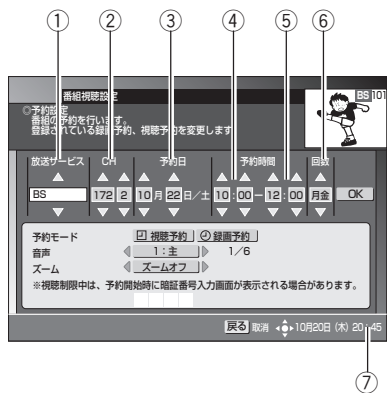 ① ② ③ ④ ⑤ ⑥
番組視聴設定
◎予約設定
番組の予約を行います。
登録されている録画予約、視聴予約を変更します
BS 101
放送サービス CH 予約日 予約時間 回数
BS 172 2 10月22日/土 10:00-12:00 月金 OK
予約モード 視聴予約 録画予約
音声 1:主 1/6
ズーム ズームオフ
※視聴制限中は、予約開始時に暗証番号入力画面が表示される場合があります。
戻る 取消 10月20日(木) 20:45
⑦